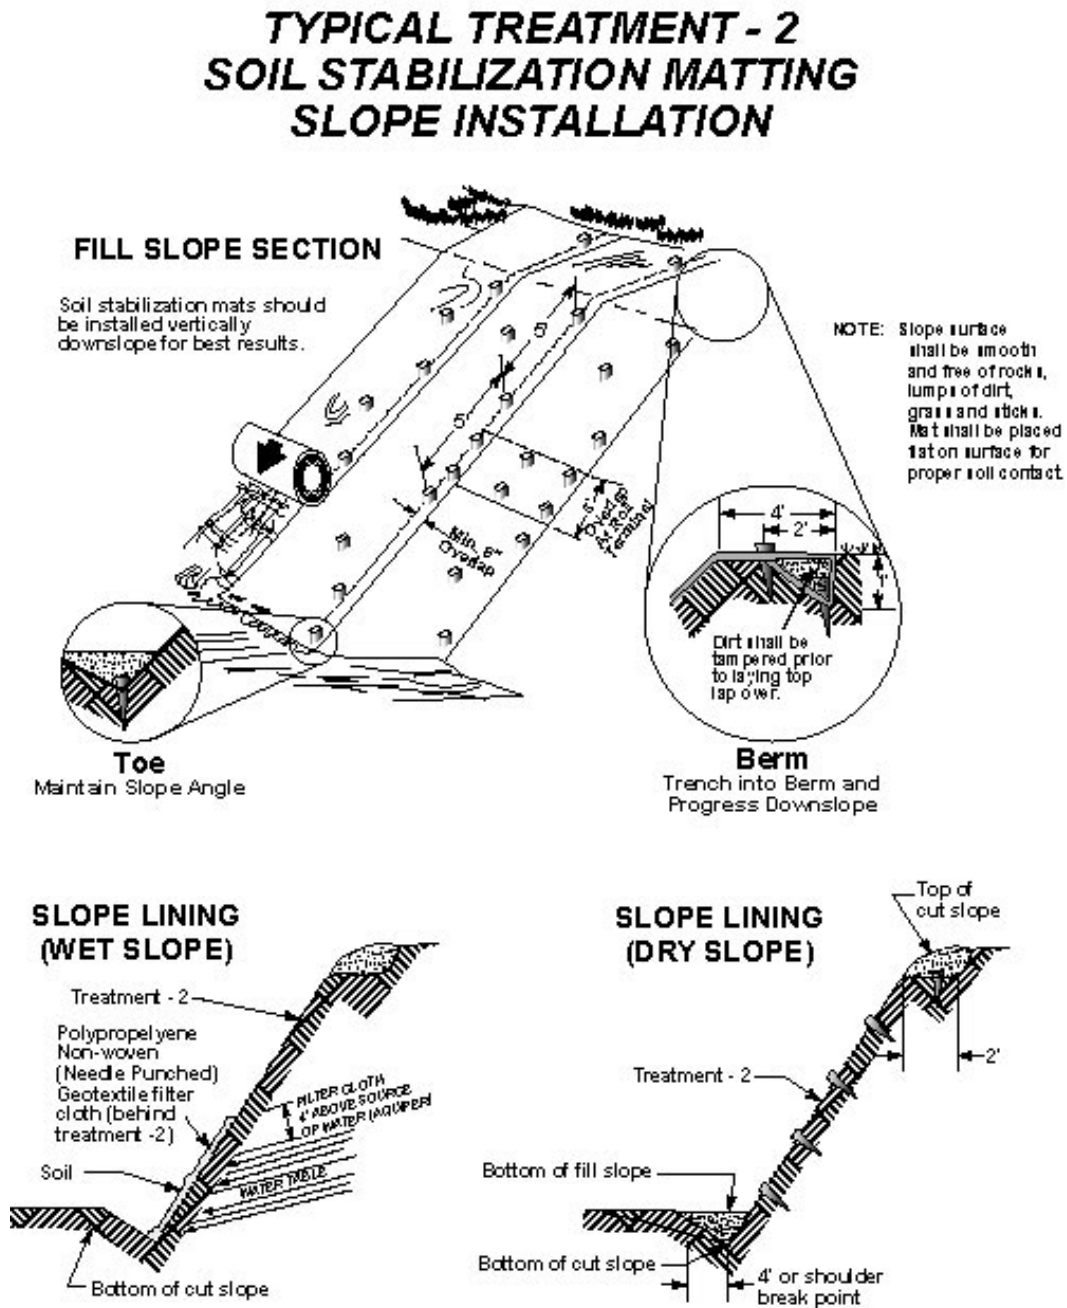 TYPICAL TREATMENT - 2
SOIL STABILIZATION MATTING
SLOPE INSTALLATION
FILL SLOPE SECTION
Soil stabilization mats should
be installed vertically
downslope for best results.
NOTE: Slope surface
shall be smooth
and free of rocks,
lumps of dirt,
grass and sticks.
Mat shall be placed
flat on surface for
proper soil contact.
6'
6'
Min. 6"
Overlap
Overlap
At Roll
Terminal
4'
2'
Dirt shall be
tampered prior
to laying top
lap over.
Toe
Maintain Slope Angle
Berm
Trench into Berm and
Progress Downslope
SLOPE LINING
(WET SLOPE)
Treatment - 2
Polypropelyene
Non-woven
(Needle Punched)
Geotextile filter
cloth (behind
treatment -2)
Soil
FILTER CLOTH
ABOVE SOURCE
OF WATER (AQUIFER)
WATER TABLE
Bottom of cut slope
SLOPE LINING
(DRY SLOPE)
Top of
cut slope
2'
Treatment - 2
Bottom of fill slope
Bottom of cut slope
4' or shoulder
break point